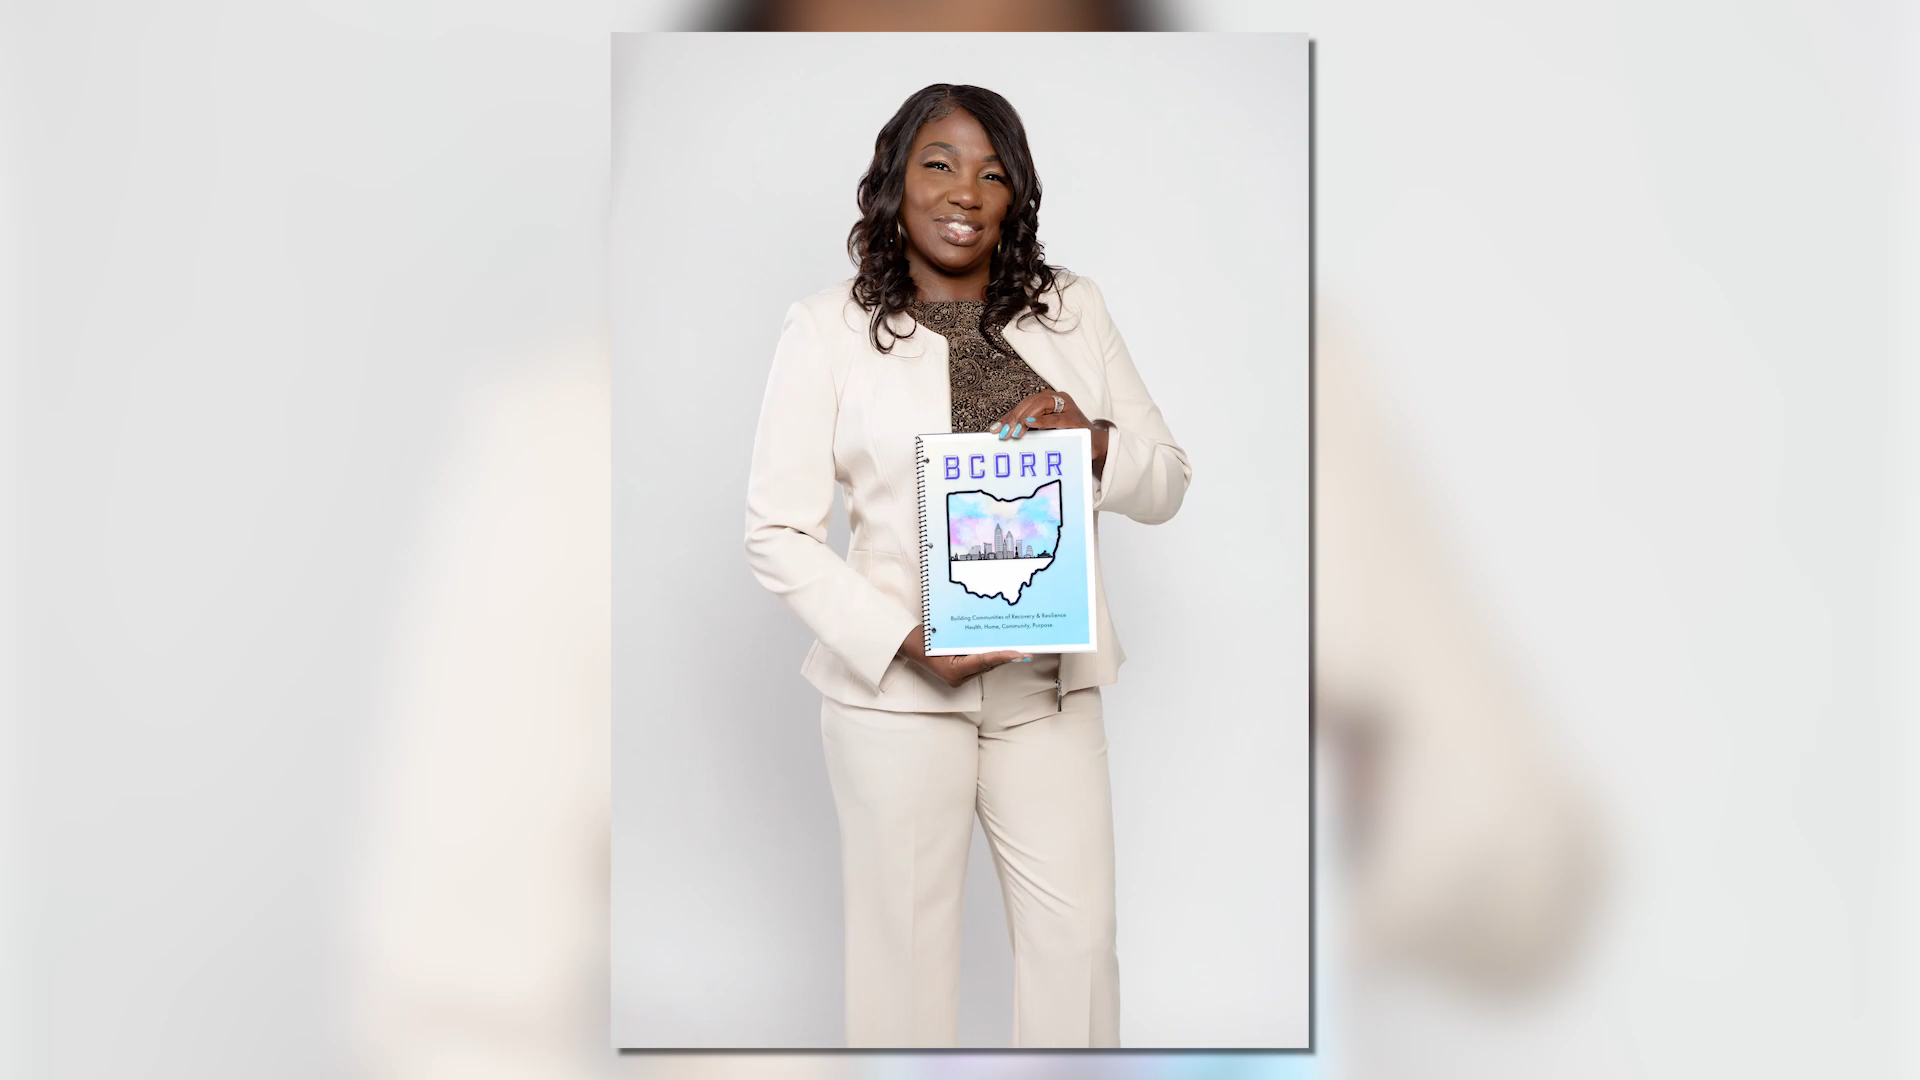 BCORR
Building Communities of Recovery & Resilience
Health, Home, Community, Purpose.